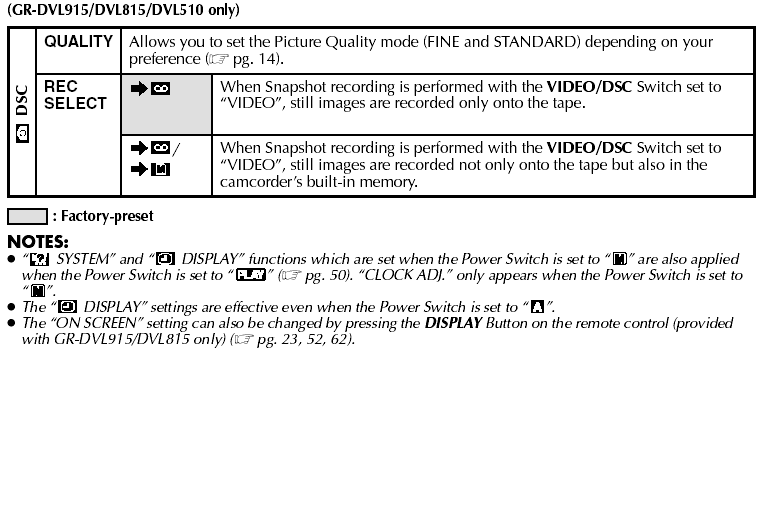 (GR-DVL915/DVL815/DVL510 only)
DSC
QUALITY
Allows you to set the Picture Quality mode (FINE and STANDARD) depending on your
preference (☞ pg. 14).
REC
SELECT
When Snapshot recording is performed with the VIDEO/DSC Switch set to
“VIDEO”, still images are recorded only onto the tape.
/
When Snapshot recording is performed with the VIDEO/DSC Switch set to
“VIDEO”, still images are recorded not only onto the tape but also in the
camcorder’s built-in memory.
: Factory-preset
NOTES:
● “ SYSTEM” and “ DISPLAY” functions which are set when the Power Switch is set to “M” are also applied
when the Power Switch is set to “PLAY” (☞ pg. 50). “CLOCK ADJ.” only appears when the Power Switch is set to
“M”.
● The “ DISPLAY” settings are effective even when the Power Switch is set to “A”.
● The “ON SCREEN” setting can also be changed by pressing the DISPLAY Button on the remote control (provided
with GR-DVL915/DVL815 only) (☞ pg. 23, 52, 62).